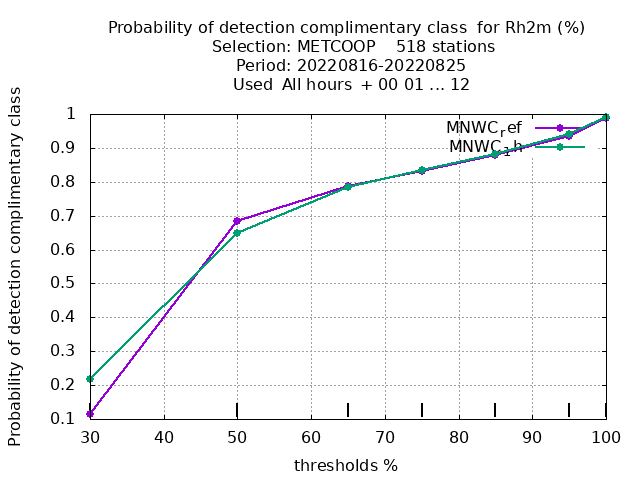 Probability of detection complimentary class for Rh2m (%)
Selection: METCOOP 518 stations
Period: 20220816-20220825
Used All hours + 00 01 ... 12
Probability of detection complimentary class
1
0.9
0.8
0.7
0.6
0.5
0.4
0.3
0.2
0.1
MNWCref
MNWC1h
30 40 50 60 70 80 90 100
thresholds %